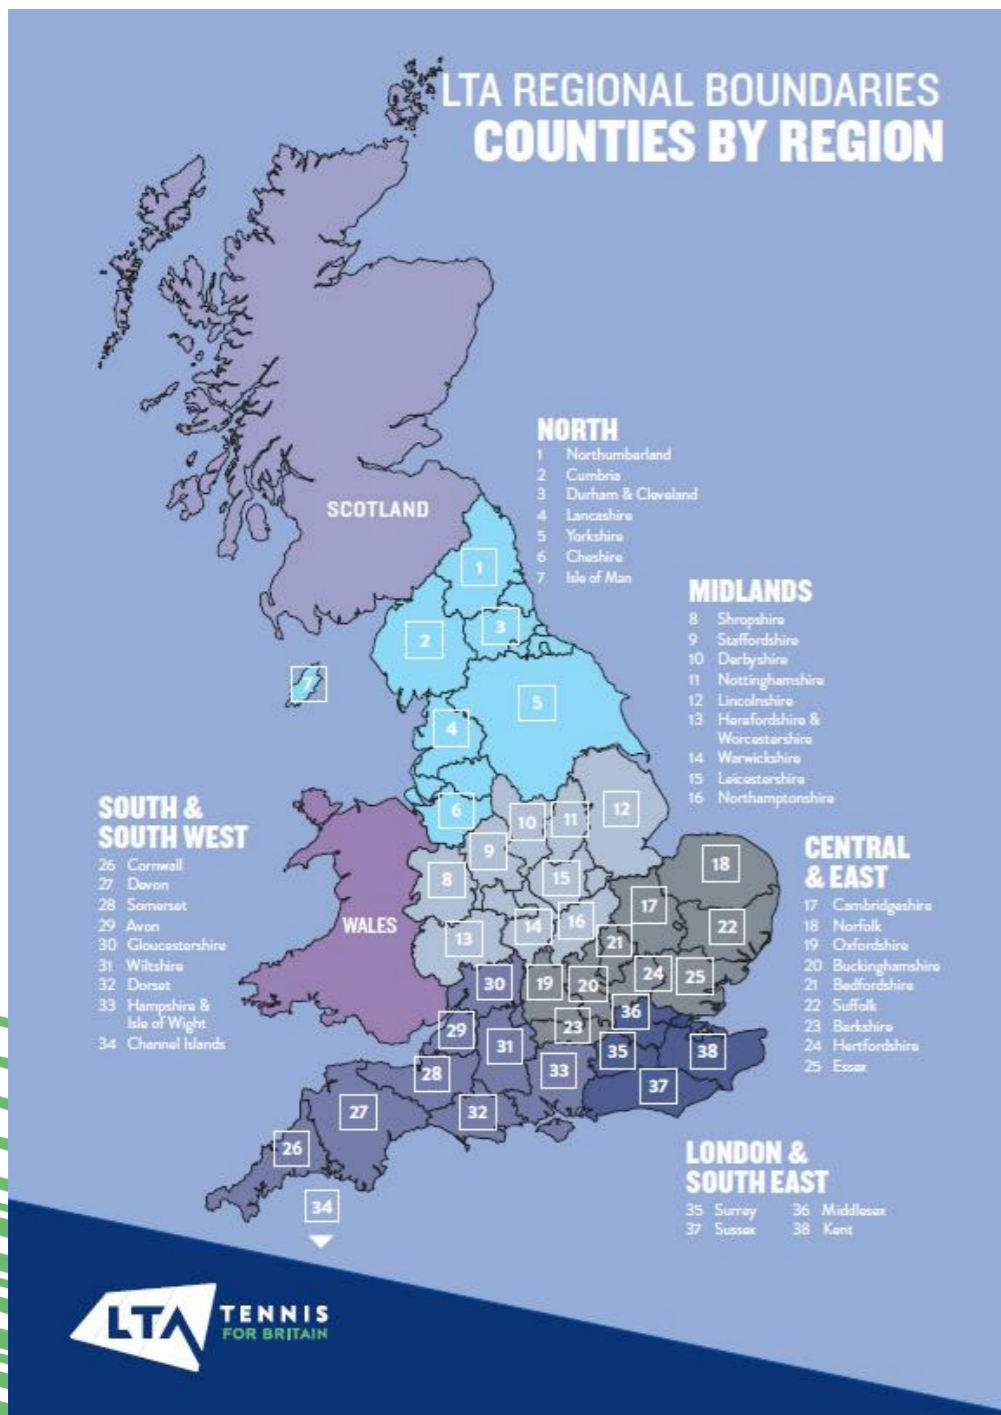 LTA REGIONAL BOUNDARIES
COUNTIES BY REGION
NORTH
1 Northumberland
2 Cumbria
3 Durham & Cleveland
4 Lancashire
5 Yorkshire
6 Cheshire
7 Isle of Man
SCOTLAND
1
2
3
7
5
4
MIDLANDS
8 Shropshire
9 Staffordshire
10 Derbyshire
11 Nottinghamshire
12 Lincolnshire
13 Herefordshire &
Worcestershire
14 Warwickshire
15 Leicestershire
16 Northamptonshire
SOUTH &
SOUTH WEST
26 Cornwall
27 Devon
28 Somerset
29 Avon
30 Gloucestershire
31 Wiltshire
32 Dorset
33 Hampshire &
Isle of Wight
34 Channel Islands
6
10
11
12
9
8
15
18
WALES
13
14
16
17
22
21
30
19
20
24
25
29
31
23
36
28
33
35
38
27
32
37
26
34
CENTRAL
& EAST
17 Cambridgeshire
18 Norfolk
19 Oxfordshire
20 Buckinghamshire
21 Bedfordshire
22 Suffolk
23 Berkshire
24 Hertfordshire
25 Essex
LONDON &
SOUTH EAST
35 Surrey 36 Middlesex
37 Sussex 38 Kent
LTA TENNIS
FOR BRITAIN